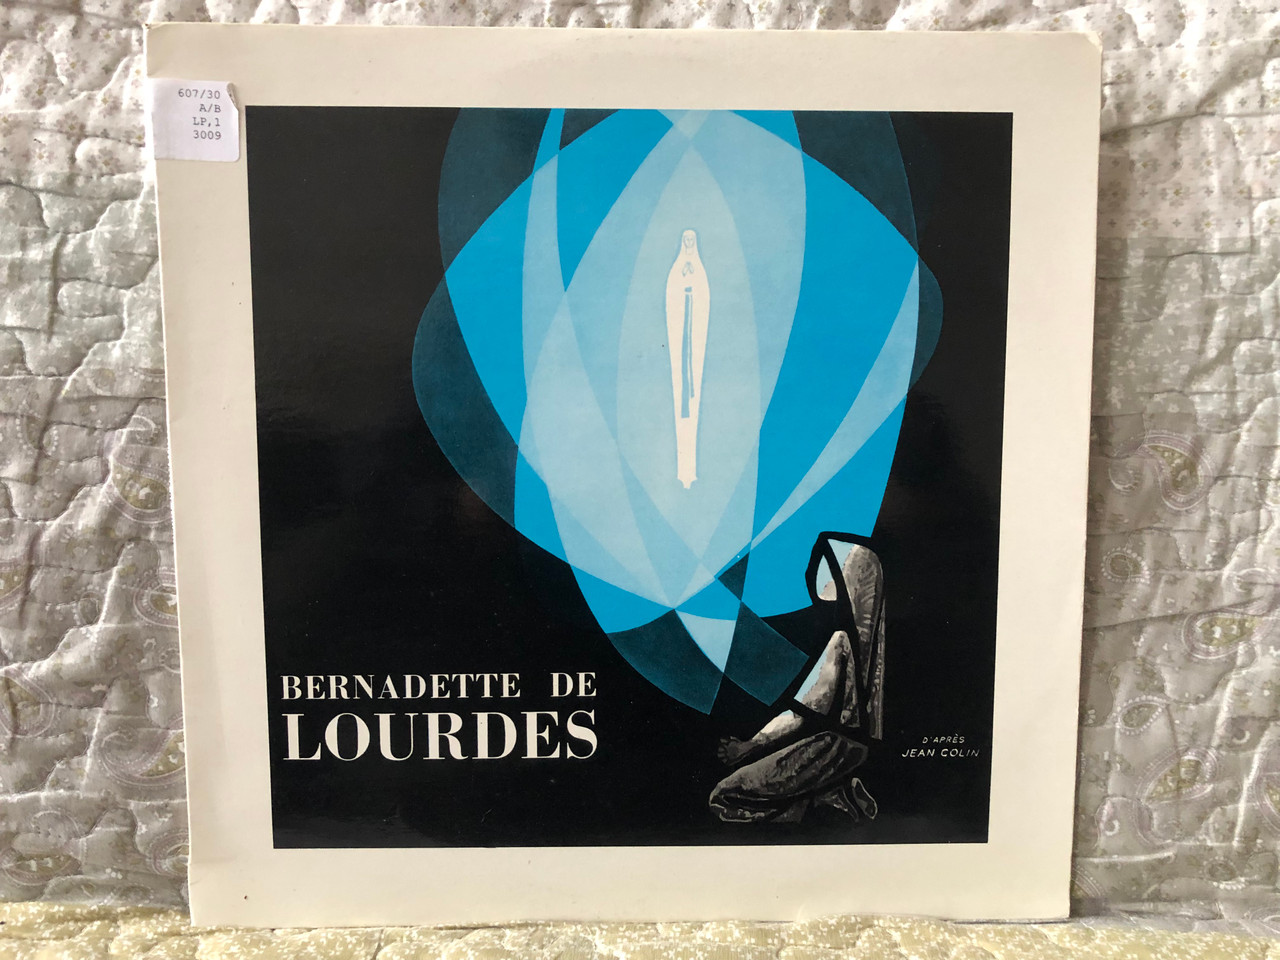 607/30
A/B
LP,1
3009
BERNADETTE DE
LOURDES
D'APRÈS
JEAN COLIN